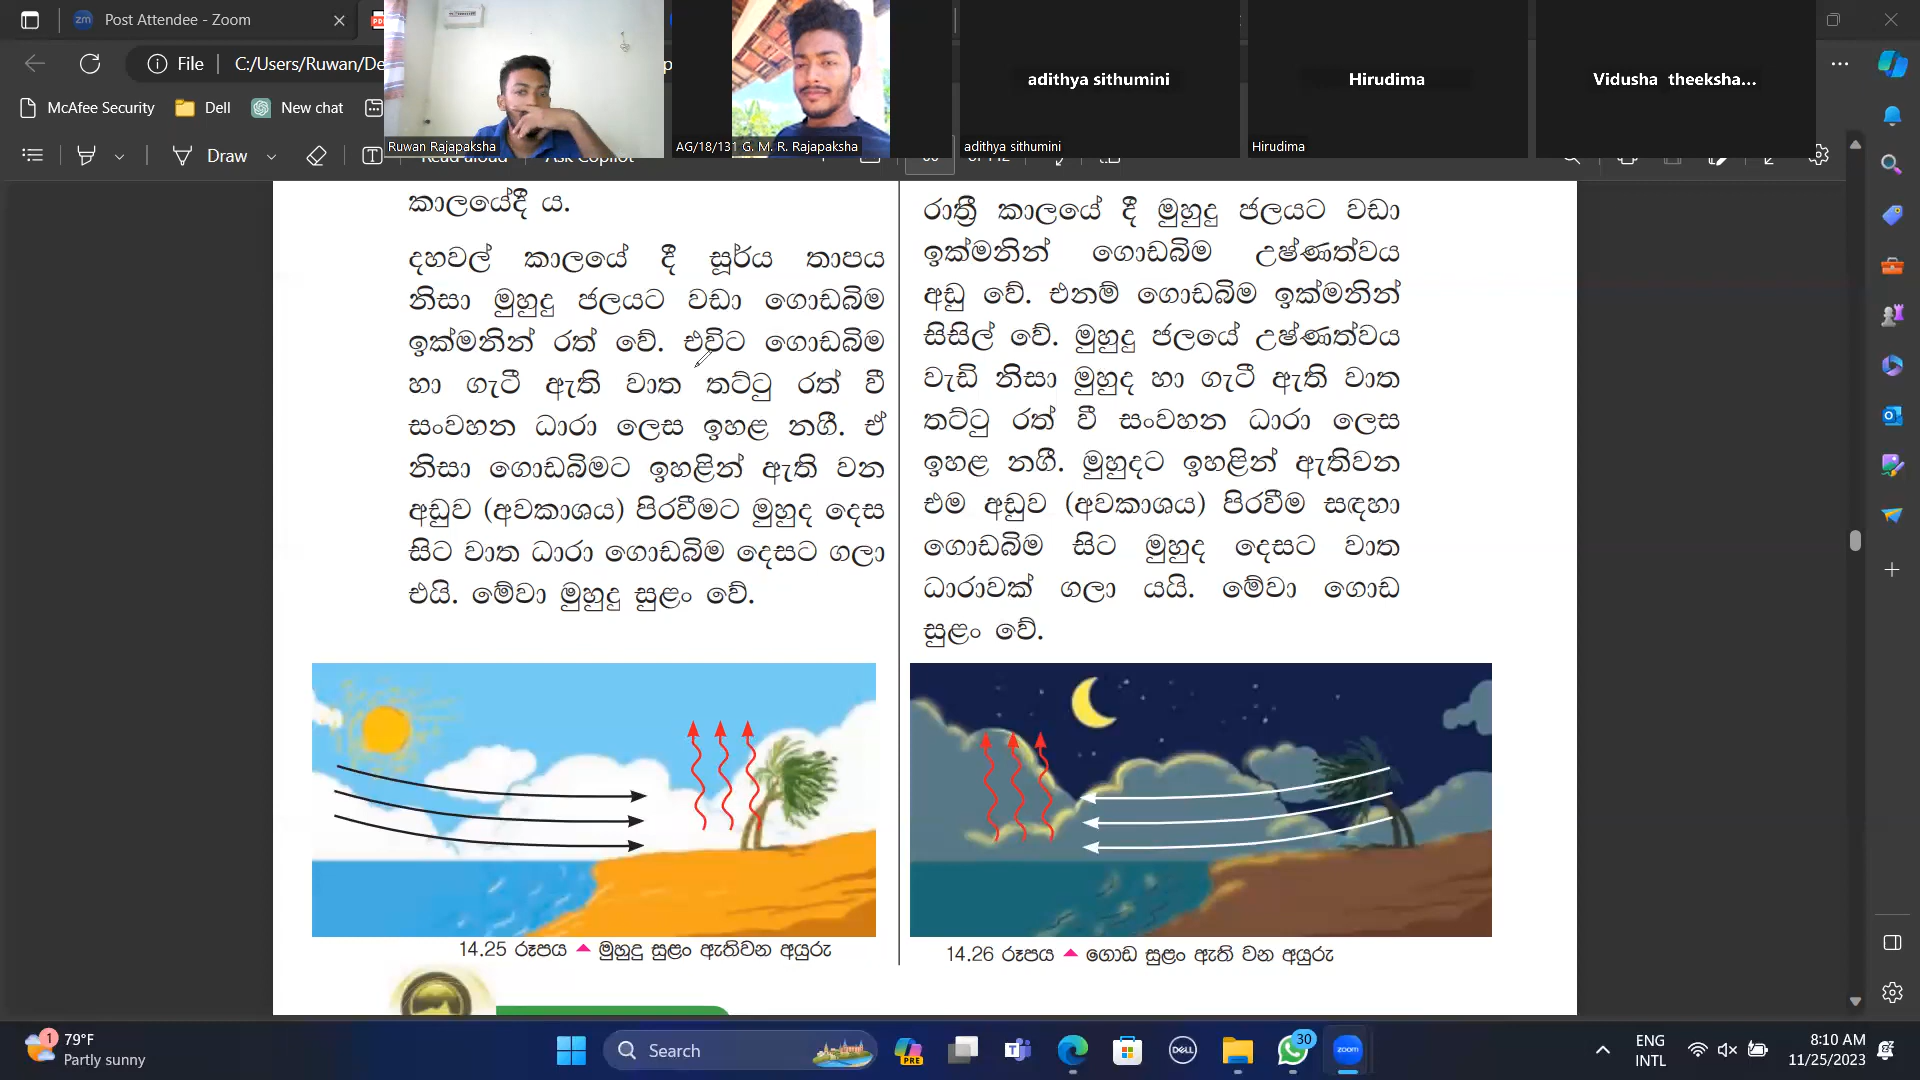 Post Attendee - Zoom
File
C:/Users/Ruwan/De
McAfee Security
Dell
New chat
Draw
Ruwan Rajapaksha
AG/18/131 G. M. R. Rajapaksha
adithya sithumini
adithya sithumini
Hirudima
Hirudima
Vidusha theeksha...
කාලයේදී ය.
දහවල් කාලයේ දී සූර්ය තාපය
නිසා මුහුදු ජලයට වඩා ගොඩබිම
ඉක්මනින් රත් වේ. එවිට ගොඩබිම
හා ගැටී ඇති වාත තට්ටු රත් වී
සංවහන ධාරා ලෙස ඉහළ නගී. ඒ
නිසා ගොඩබිමට ඉහළින් ඇති වන
අඩුව (අවකාශය) පිරවීමට මුහුද දෙස
සිට වාත ධාරා ගොඩබිම දෙසට ගලා
එයි. මේවා මුහුදු සුළං වේ.
14.25 රූපය ▲ මුහුදු සුළං ඇතිවන අයුරු
රාත්‍රී කාලයේ දී මුහුදු ජලයට වඩා
ඉක්මනින් ගොඩබිම උෂ්ණත්වය
අඩු වේ. එනම් ගොඩබිම ඉක්මනින්
සිසිල් වේ. මුහුදු ජලයේ උෂ්ණත්වය
වැඩි නිසා මුහුද හා ගැටී ඇති වාත
තට්ටු රත් වී සංවහන ධාරා ලෙස
ඉහළ නගී. මුහුදට ඉහළින් ඇතිවන
එම අඩුව (අවකාශය) පිරවීම සඳහා
ගොඩබිම සිට මුහුද දෙසට වාත
ධාරාවක් ගලා යයි. මේවා ගොඩ
සුළං වේ.
14.26 රූපය ▲ ගොඩ සුළං ඇති වන අයුරු
1
79°F
Partly sunny
Search
PRE
DELL
30
zoom
ENG
INTL
8:10 AM
11/25/2023